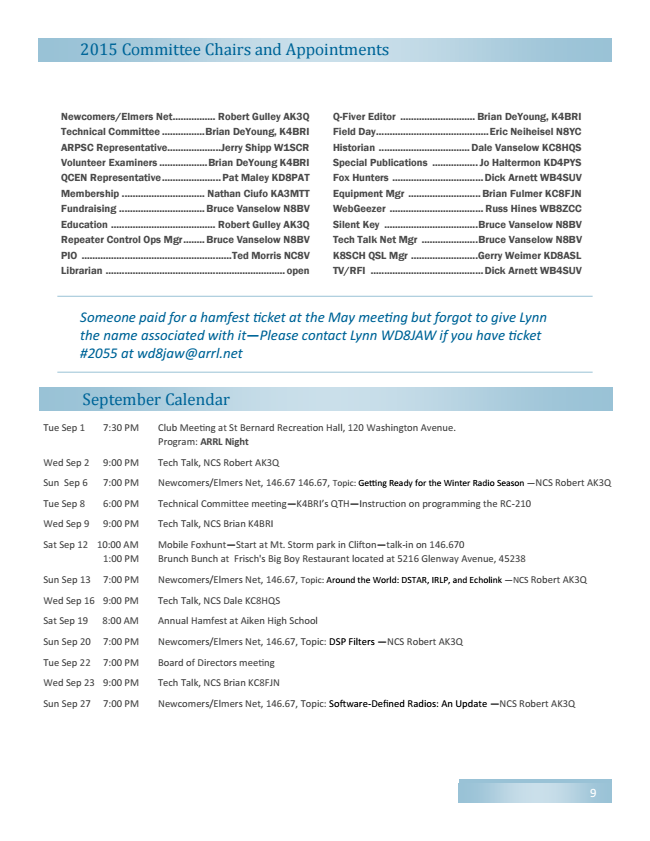 2015 Committee Chairs and Appointments
Newcomers/Elmers Net................ Robert Gulley AK3Q
Technical Committee ................Brian DeYoung, K4BRI
ARPSC Representative....................Jerry Shipp W1SCR
Volunteer Examiners .................Brian DeYoung K4BRI
QCEN Representative......................Pat Maley KD8PAT
Membership ............................ Nathan Ciufo KA3MTT
Fundraising ............................. Bruce Vanselow N8BV
Education ................................. Robert Gulley AK3Q
Repeater Control Ops Mgr........ Bruce Vanselow N8BV
PIO ......................................................Ted Morris NC8V
Librarian ........................................................................ open
Q-Fiver Editor ............................ Brian DeYoung, K4BRI
Field Day..........................................Eric Neiheisel N8YC
Historian ..................................Dale Vanselow KC8HQS
Special Publications .................Jo Haltermon KD4PYS
Fox Hunters ...................................Dick Arnett WB4SUV
Equipment Mgr ............................ Brian Fulmer KC8FJN
WebGeezer ................................... Russ Hines WB8ZCC
Silent Key ....................................Bruce Vanselow N8BV
Tech Talk Net Mgr .....................Bruce Vanselow N8BV
K8SCH QSL Mgr.........................Gerry Weimer KD8ASL
TV/RFI ..........................................Dick Arnett WB4SUV
Someone paid for a hamfest ticket at the May meeting but forgot to give Lynn
the name associated with it—Please contact Lynn WD8JAW if you have ticket
#2055 at wd8jaw@arrl.net
September Calendar
Tue Sep 1 7:30 PM Club Meeting at St Bernard Recreation Hall, 120 Washington Avenue.
Program: ARRL Night
Wed Sep 2 9:00 PM Tech Talk, NCS Robert AK3Q
Sun Sep 6 7:00 PM Newcomers/Elmers Net, 146.67 146.67, Topic: Getting Ready for the Winter Radio Season —NCS Robert AK3Q
Tue Sep 8 6:00 PM Technical Committee meeting—K4BRI's QTH—Instruction on programming the RC-210
Wed Sep 9 9:00 PM Tech Talk, NCS Brian K4BRI
Sat Sep 12 10:00 AM Mobile Foxhunt—Start at Mt. Storm park in Clifton—talk-in on 146.670
1:00 PM Brunch Bunch at Frisch's Big Boy Restaurant located at 5216 Glenway Avenue, 45238
Sun Sep 13 7:00 PM Newcomers/Elmers Net, 146.67, Topic: Around the World: DSTAR, IRLP, and Echolink —NCS Robert AK3Q
Wed Sep 16 9:00 PM Tech Talk, NCS Dale KC8HQS
Sat Sep 19 8:00 AM Annual Hamfest at Aiken High School
Sun Sep 20 7:00 PM Newcomers/Elmers Net, 146.67, Topic: DSP Filters —NCS Robert AK3Q
Tue Sep 22 7:00 PM Board of Directors meeting
Wed Sep 23 9:00 PM Tech Talk, NCS Brian KC8FJN
Sun Sep 27 7:00 PM Newcomers/Elmers Net, 146.67, Topic: Software-Defined Radios: An Update —NCS Robert AK3Q
9